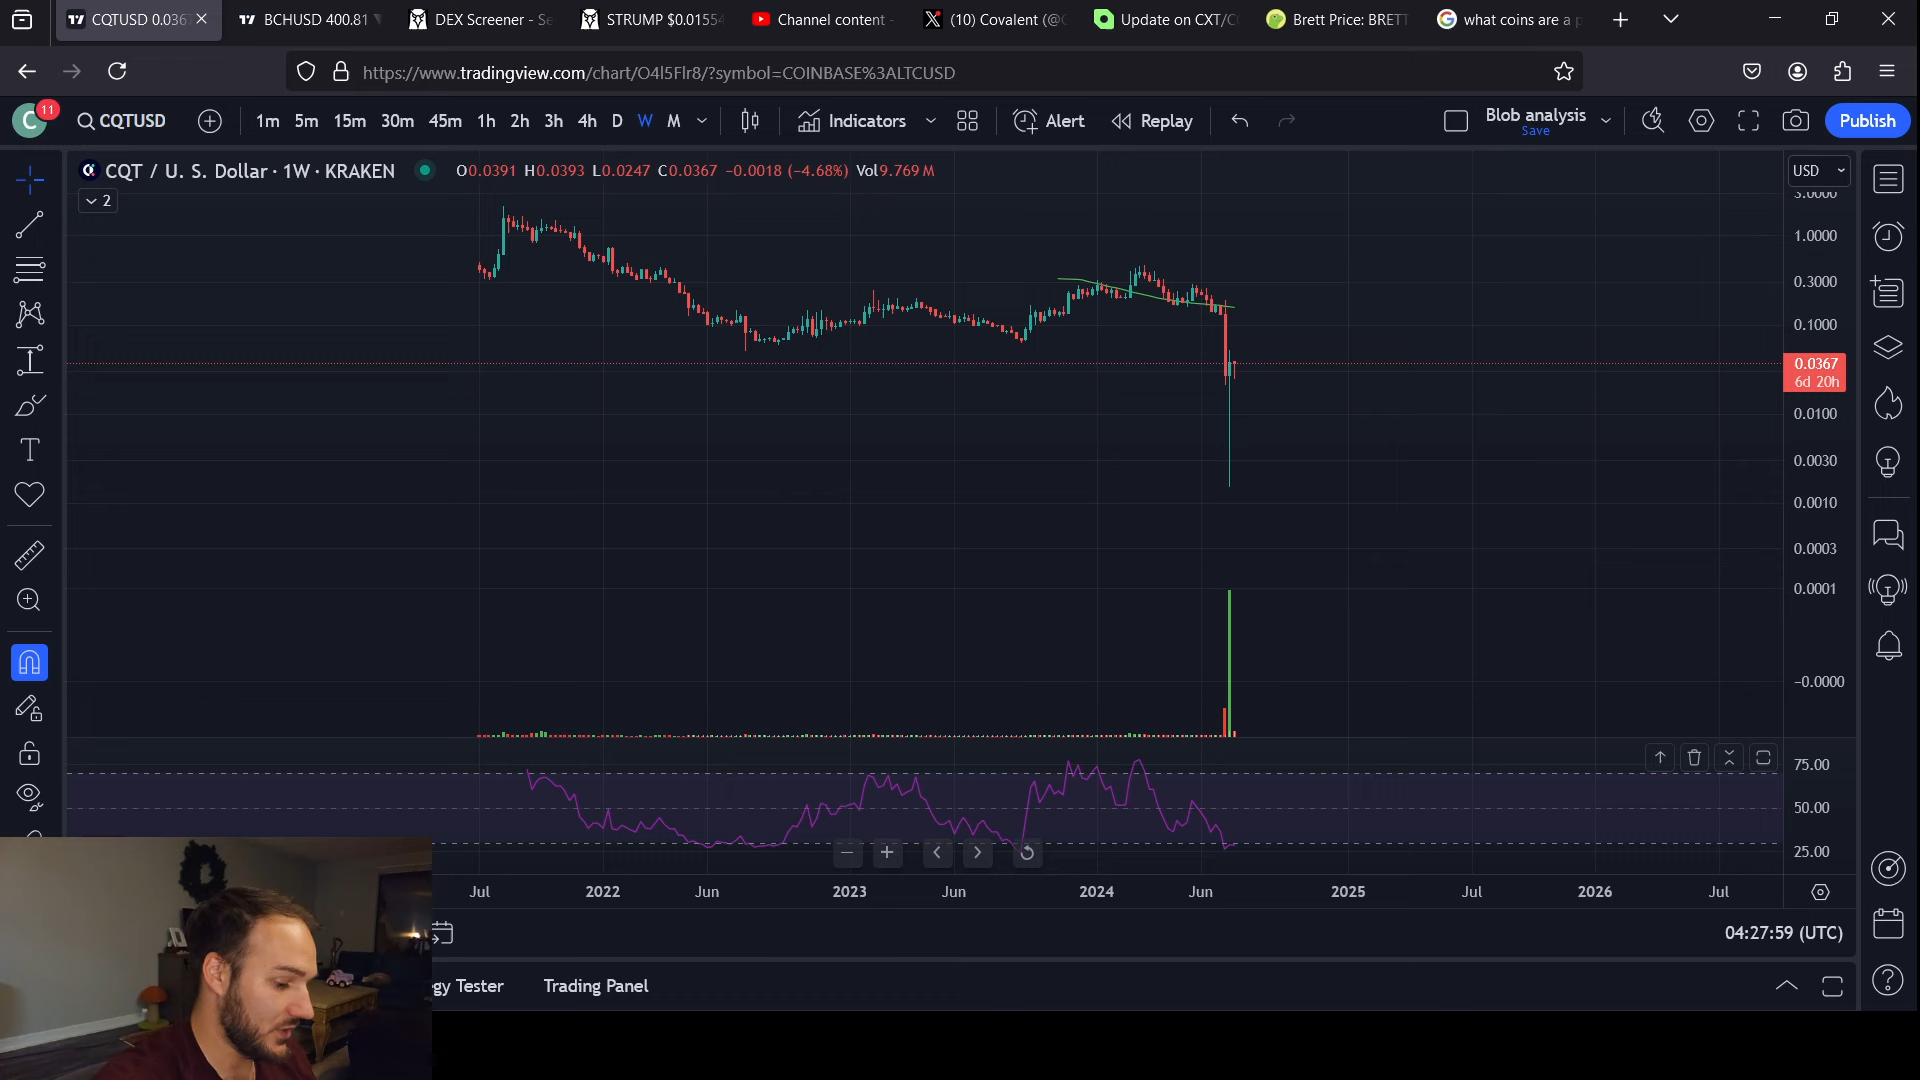 CQTUSD 0.0367
BCHUSD 400.81
DEX Screener - Se
STRUMP $0.01554
Channel content -
(10) Covalent (@C
Update on CXT/C
Brett Price: BRETT
what coins are a p
https://www.tradingview.com/chart/O4l5Flr8/?symbol=COINBASE%3ALTCUSD
C
11
CQTUSD
1m 5m 15m 30m 45m 1h 2h 3h 4h D W M
Indicators
Alert
Replay
Blob analysis
Save
Publish
CQT / U. S. Dollar · 1W · KRAKEN
O0.0391 H0.0393 L0.0247 C0.0367 −0.0018 (−4.68%) Vol9.769 M
2
USD
3.0000
1.0000
0.3000
0.1000
0.0367
6d 20h
0.0100
0.0030
0.0010
0.0003
0.0001
−0.0000
75.00
50.00
25.00
Jul 2022 Jun 2023 Jun 2024 Jun 2025 Jul 2026 Jul
04:27:59 (UTC)
gy Tester
Trading Panel